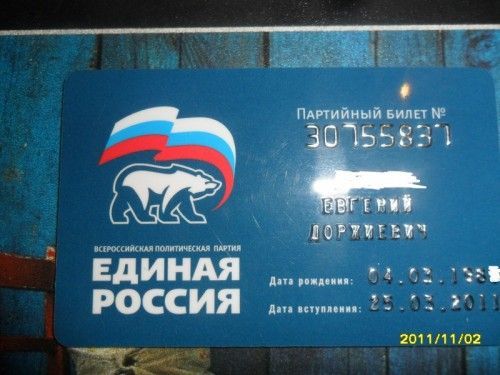 ПАРТИЙНЫЙ БИЛЕТ №
30755837
ЕВГЕНИЙ
ДОРЖИЕВИЧ
ВСЕРОССИЙСКАЯ ПОЛИТИЧЕСКАЯ ПАРТИЯ
ЕДИНАЯ
РОССИЯ
Дата рождения:
Дата вступления: 25.03.2011
2011/11/02